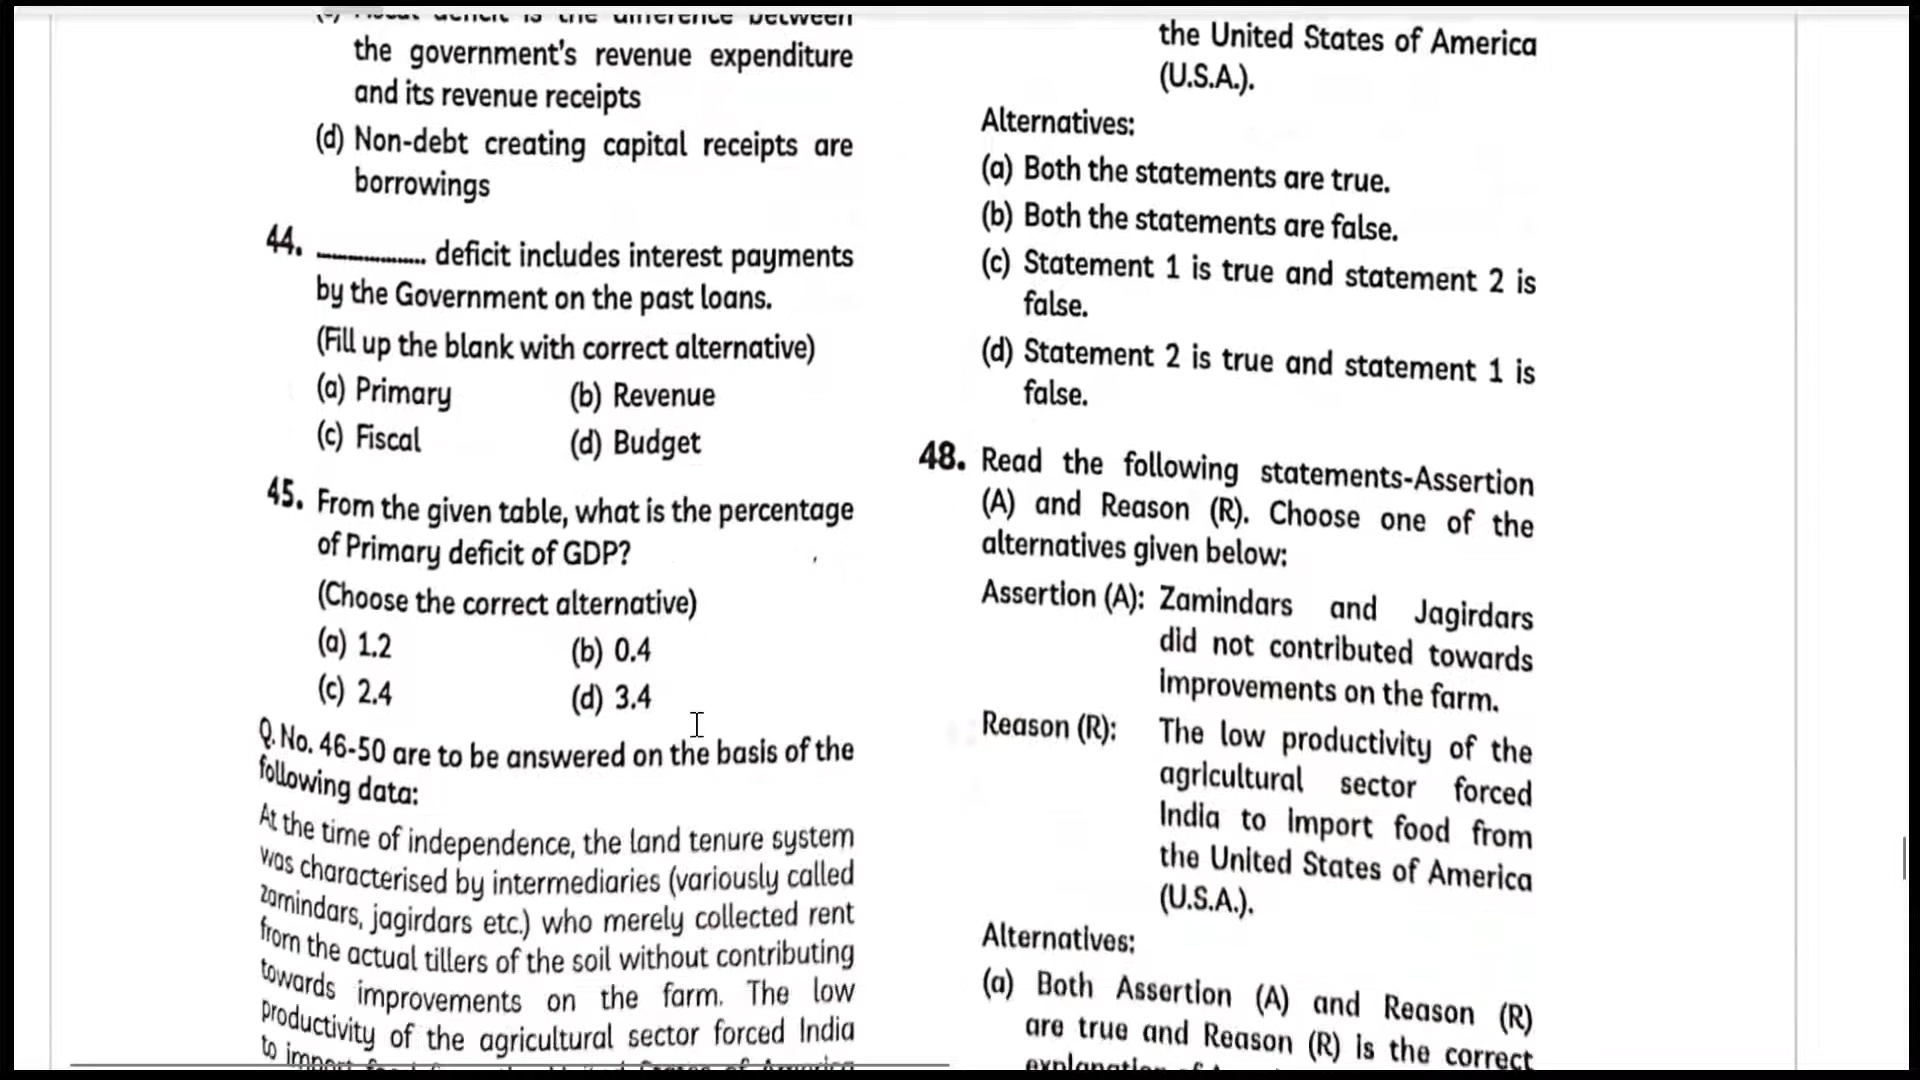 deficit is the difference between
the government's revenue expenditure
and its revenue receipts
(d) Non-debt creating capital receipts are
borrowings
44. .................. deficit includes interest payments
by the Government on the past loans.
(Fill up the blank with correct alternative)
(a) Primary (b) Revenue
(c) Fiscal (d) Budget
45. From the given table, what is the percentage
of Primary deficit of GDP?
(Choose the correct alternative)
(a) 1.2 (b) 0.4
(c) 2.4 (d) 3.4
Q. No. 46-50 are to be answered on the basis of the
following data:
At the time of independence, the land tenure system
was characterised by intermediaries (variously called
zamindars, jagirdars etc.) who merely collected rent
from the actual tillers of the soil without contributing
towards improvements on the farm. The low
productivity of the agricultural sector forced India
the United States of America
(U.S.A.).
Alternatives:
(a) Both the statements are true.
(b) Both the statements are false.
(c) Statement 1 is true and statement 2 is
false.
(d) Statement 2 is true and statement 1 is
false.
48. Read the following statements-Assertion
(A) and Reason (R). Choose one of the
alternatives given below:
Assertion (A): Zamindars and Jagirdars
did not contributed towards
improvements on the farm.
Reason (R): The low productivity of the
agricultural sector forced
India to import food from
the United States of America
(U.S.A.).
Alternatives:
(a) Both Assertion (A) and Reason (R)
are true and Reason (R) is the correct